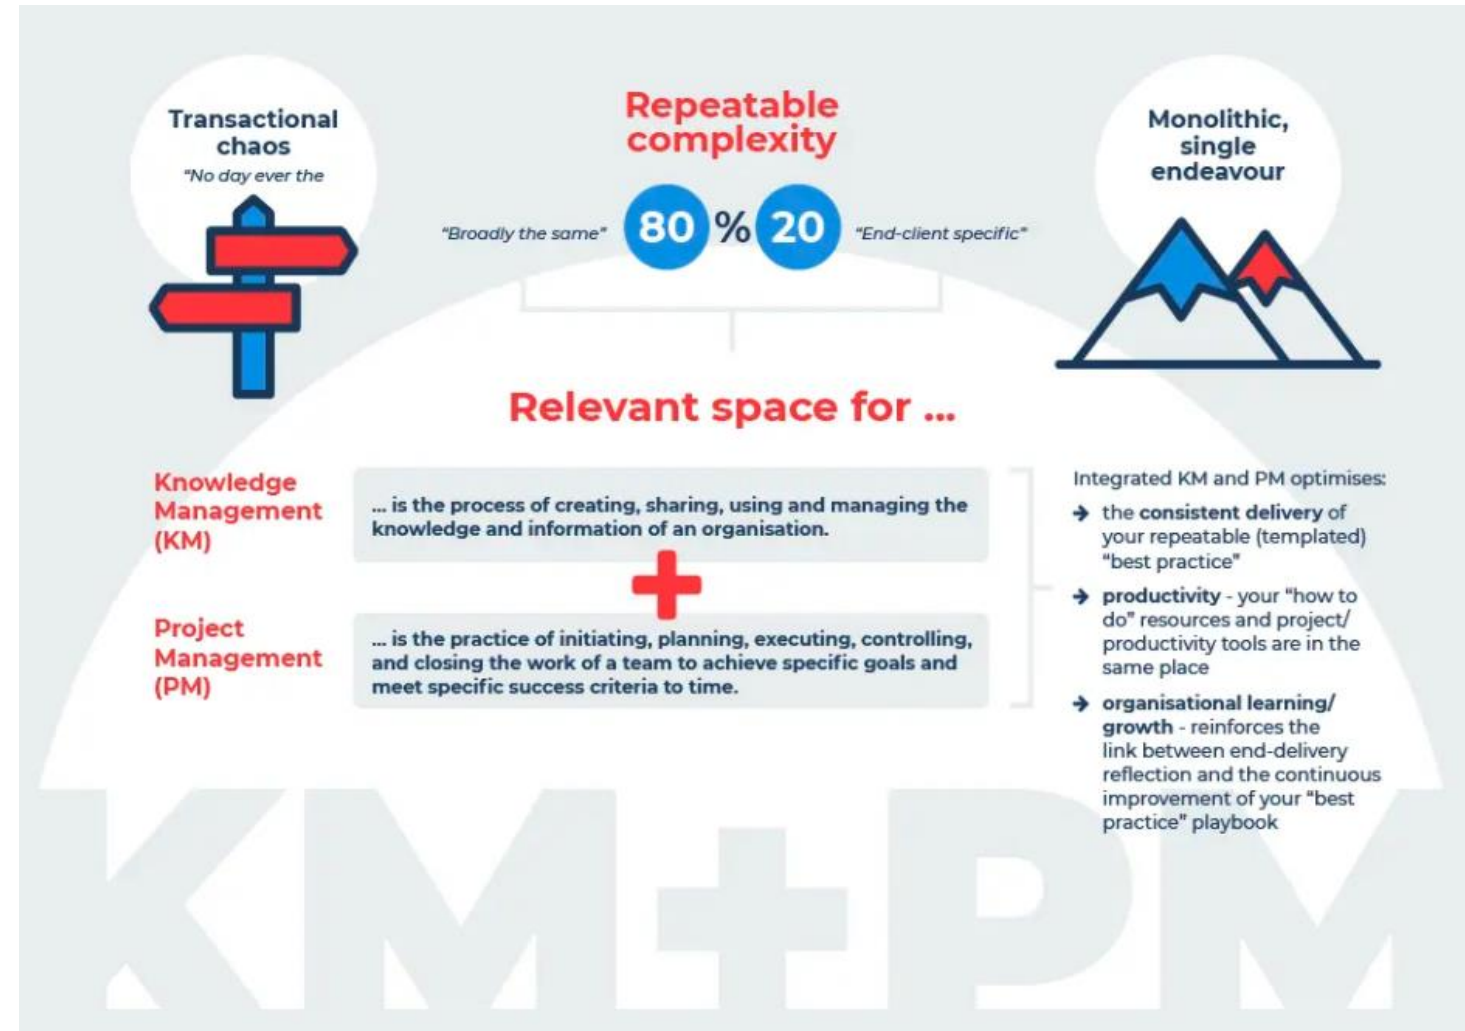 Transactional
chaos
"No day ever the
Repeatable
complexity
"Broadly the same"
80 % 20
"End-client specific"
Monolithic,
single
endeavour
Relevant space for ...
Knowledge
Management
(KM)
... is the process of creating, sharing, using and managing the
knowledge and information of an organisation.
Project
Management
(PM)
... is the practice of initiating, planning, executing, controlling,
and closing the work of a team to achieve specific goals and
meet specific success criteria to time.
Integrated KM and PM optimises:
→ the consistent delivery of
your repeatable (templated)
"best practice"
→ productivity - your "how to
do" resources and project/
productivity tools are in the
same place
→ organisational learning/
growth - reinforces the
link between end-delivery
reflection and the continuous
improvement of your "best
practice" playbook
KM+PM